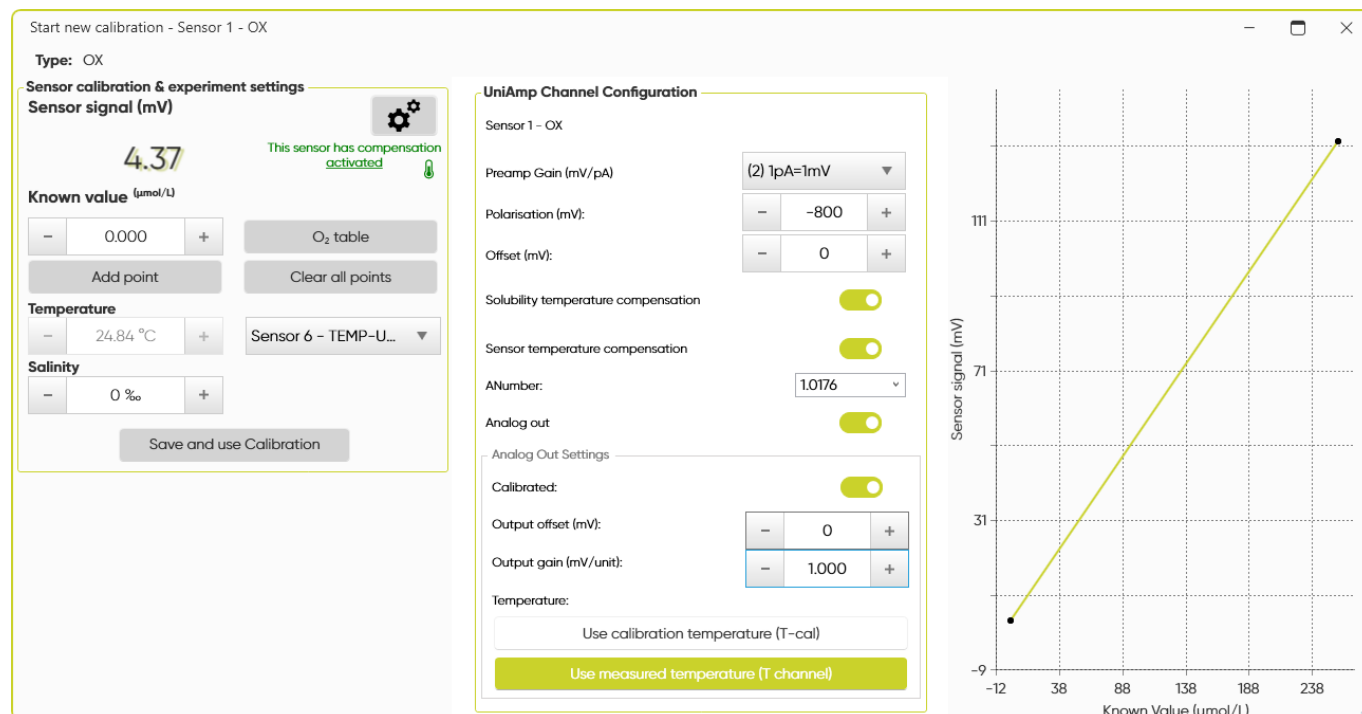 Start new calibration - Sensor 1 - OX
Type: OX
Sensor calibration & experiment settings
Sensor signal (mV)
4.37
This sensor has compensation
activated
Known value (µmol/L)
- 0.000 +
O₂ table
Add point
Clear all points
Temperature
- 24.84 °C +
Sensor 6 - TEMP-U...
Salinity
- 0 ‰ +
Save and use Calibration
UniAmp Channel Configuration
Sensor 1 - OX
Preamp Gain (mV/pA)
(2) 1pA=1mV
Polarisation (mV):
- -800 +
Offset (mV):
- 0 +
Solubility temperature compensation
Sensor temperature compensation
ANumber:
1.0176
Analog out
Analog Out Settings
Calibrated:
Output offset (mV):
- 0 +
Output gain (mV/unit):
- 1.000 +
Temperature:
Use calibration temperature (T-cal)
Use measured temperature (T channel)
Sensor signal (mV)
111
71
31
-9
-12 38 88 138 188 238
Known Value (umol/L)